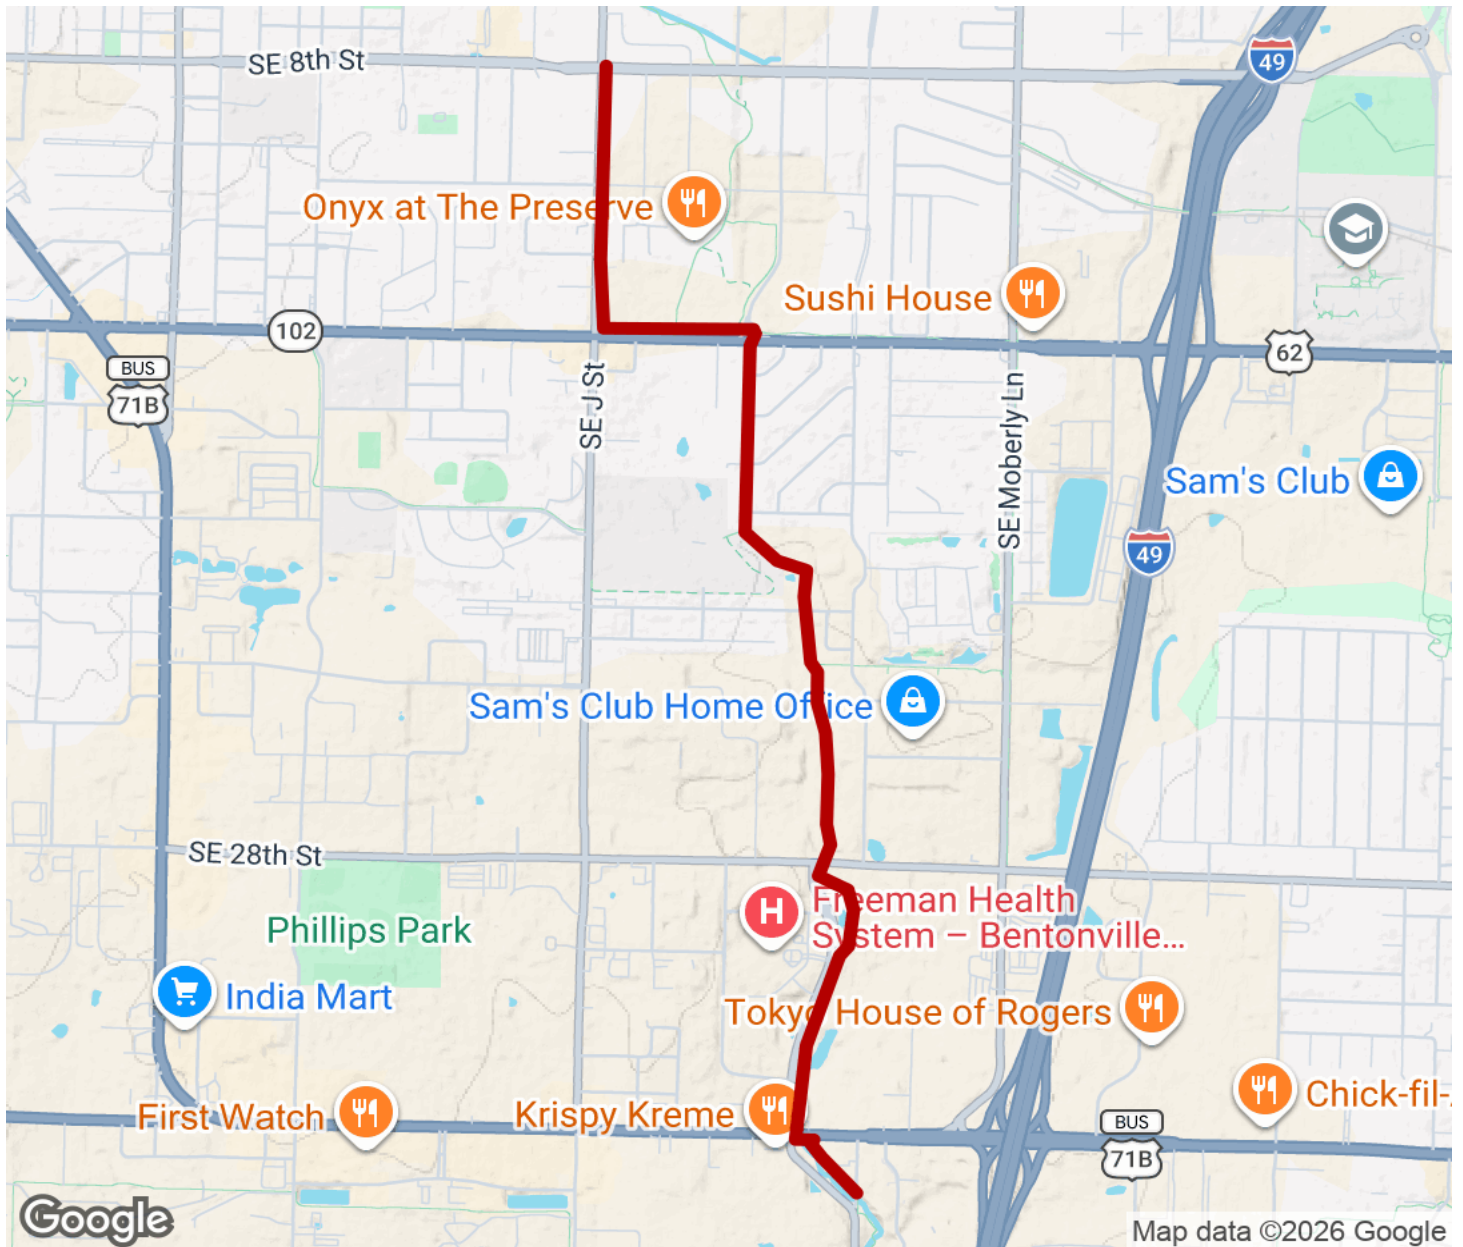 SE 8th St
49
Onyx at The Preserve
Sushi House
102
62
BUS
71B
SE J St
SE Moberly Ln
Sam's Club
49
Sam's Club Home Office
SE 28th St
H
Freeman Health
System – Bentonville...
Phillips Park
India Mart
Tokyo House of Rogers
First Watch
Krispy Kreme
Chick-fil-
BUS
71B
Google
Map data ©2026 Google